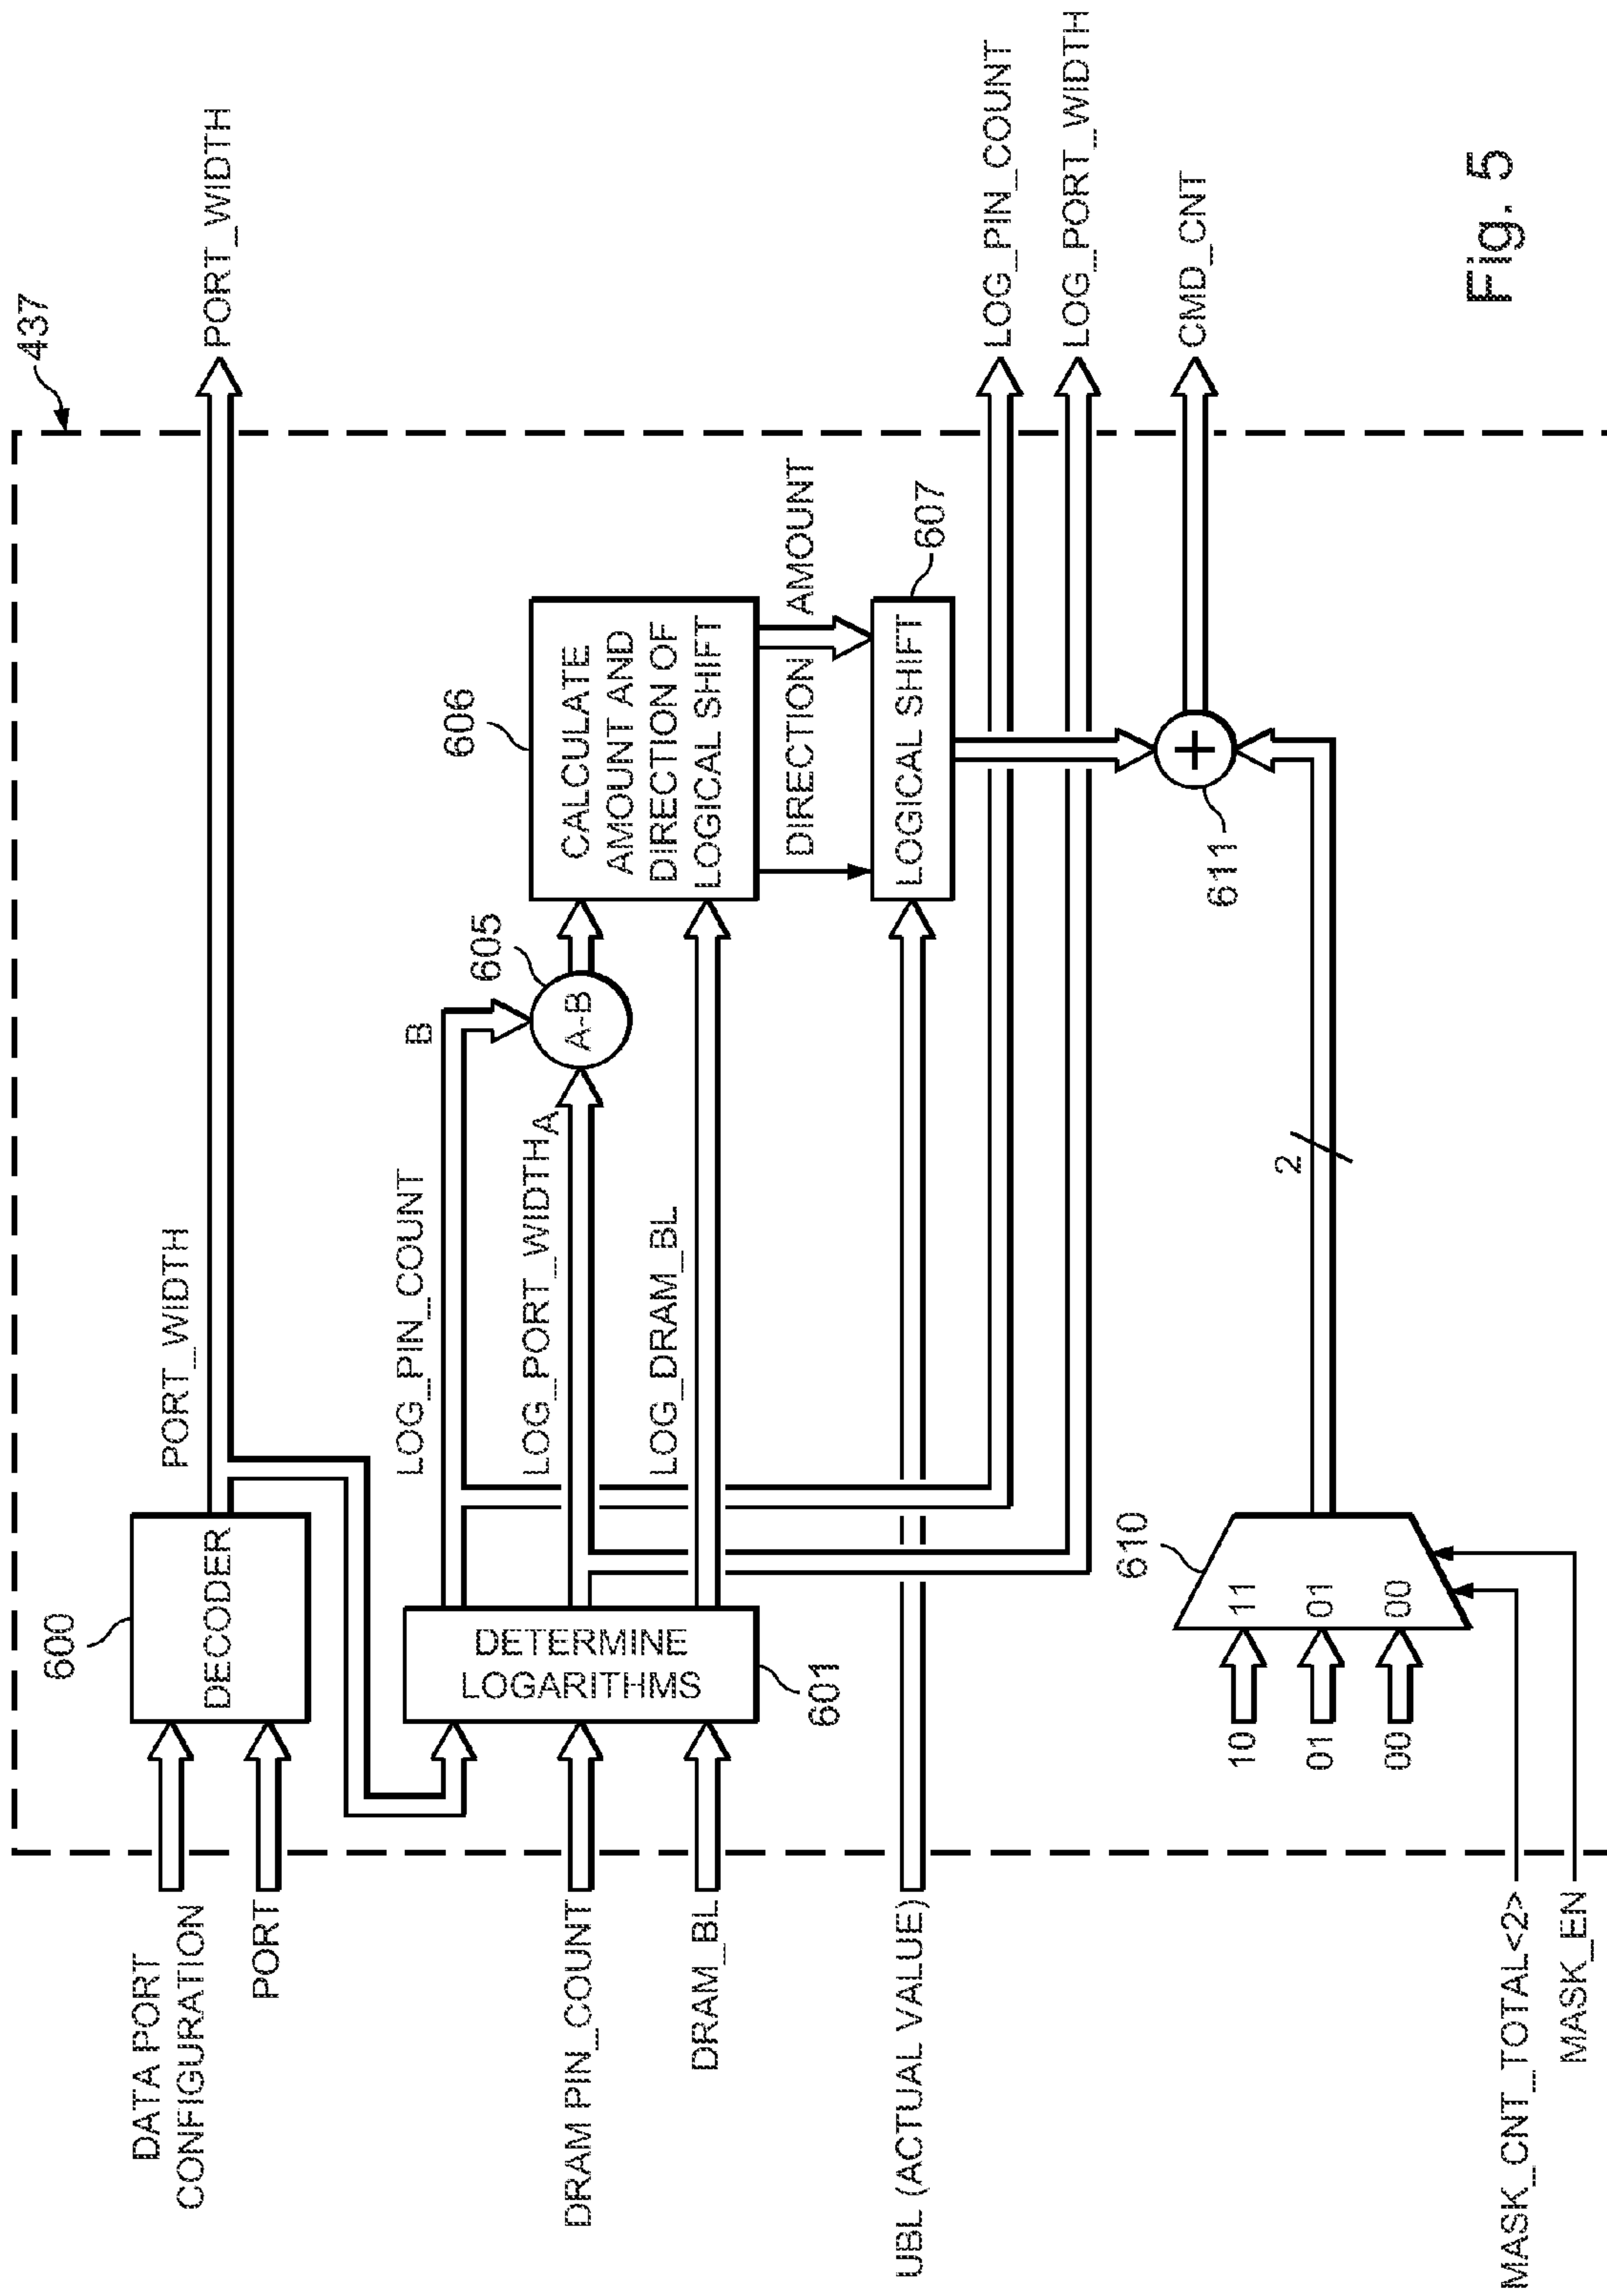 437
PORT_WIDTH
PORT_WIDTH
600
DECODER
DATA PORT
CONFIGURATION
PORT
LOG_PIN_COUNT
B
605
A-B
606
CALCULATE
AMOUNT AND
DIRECTION OF
LOGICAL SHIFT
LOG_PORT_WIDTH
A
LOG_DRAM_BL
DETERMINE
LOGARITHMS
601
DRAM PIN_COUNT
DRAM_BL
DIRECTION
AMOUNT
607
LOGICAL SHIFT
UBL (ACTUAL VALUE)
LOG_PIN_COUNT
LOG_PORT_WIDTH
CMD_CNT
+
611
2
610
10
11
01
01
00
00
MASK_CNT_TOTAL<2>
MASK_EN
Fig. 5